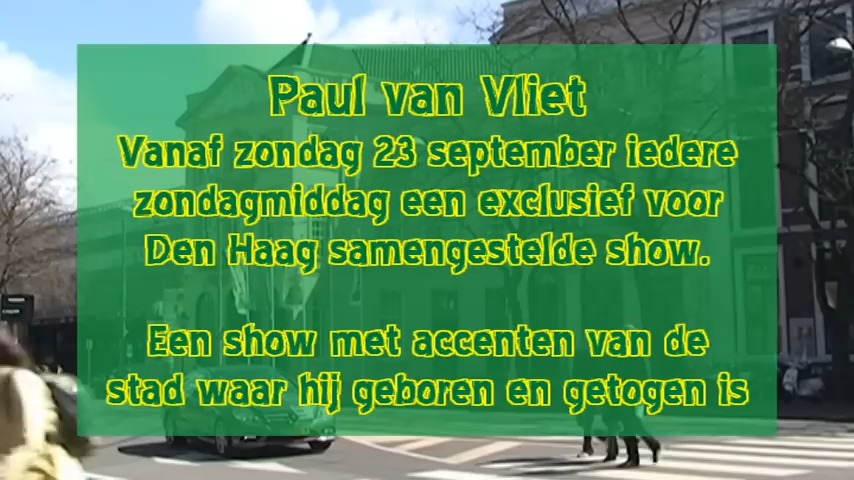 Paul van Vliet
Vanaf zondag 23 september iedere
zondagmiddag een exclusief voor
Den Haag samengestelde show.
Een show met accenten van de
stad waar hij geboren en getogen is